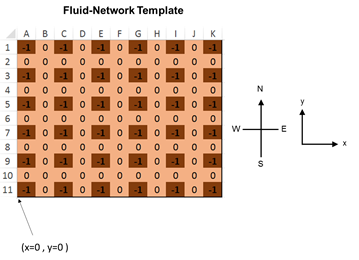 Fluid-Network Template
A B C D E F G H I J K
1 -1 0 -1 0 -1 0 -1 0 -1 0 -1
2 0 0 0 0 0 0 0 0 0 0 0
3 -1 0 -1 0 -1 0 -1 0 -1 0 -1
4 0 0 0 0 0 0 0 0 0 0 0
5 -1 0 -1 0 -1 0 -1 0 -1 0 -1
6 0 0 0 0 0 0 0 0 0 0 0
7 -1 0 -1 0 -1 0 -1 0 -1 0 -1
8 0 0 0 0 0 0 0 0 0 0 0
9 -1 0 -1 0 -1 0 -1 0 -1 0 -1
10 0 0 0 0 0 0 0 0 0 0 0
11 -1 0 -1 0 -1 0 -1 0 -1 0 -1
N
W E
S
y
x
(x=0 , y=0 )